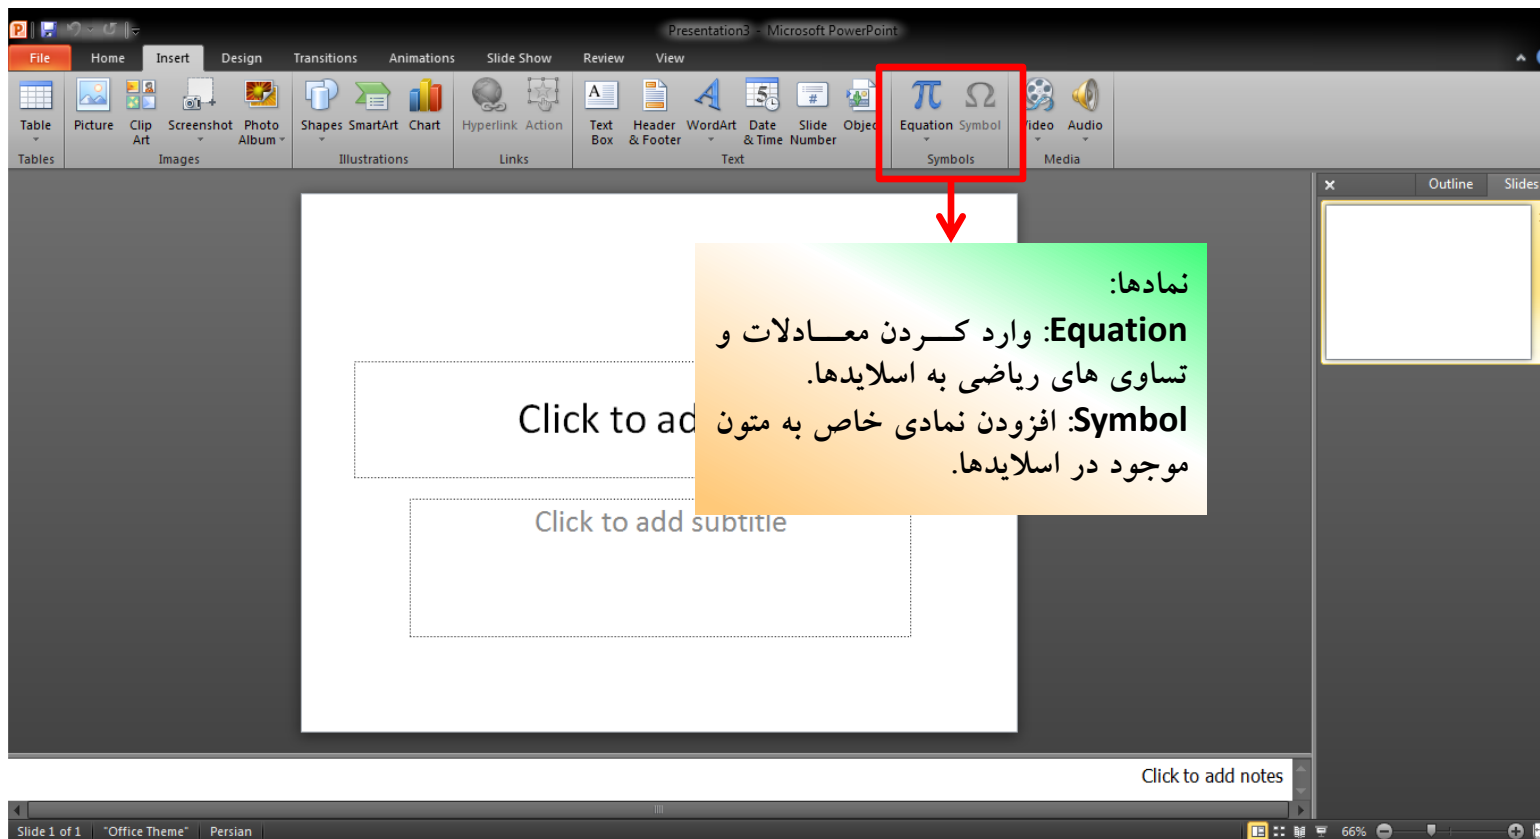 Presentation3 - Microsoft PowerPoint
File Home Insert Design Transitions Animations Slide Show Review View
Table Picture Clip Art Screenshot Photo Album Shapes SmartArt Chart Hyperlink Action Text Box Header & Footer WordArt Date & Time Slide Number Equation Symbol Audio
Tables Images Illustrations Links Text Symbols Media
Outline Slides
نمادها:
Equation: وارد کردن معادلات و
تساوی های ریاضی به اسلایدها.
Symbol: افزودن نمادی خاص به متون
موجود در اسلایدها.
Click to
Click to add subtitle
Click to add notes
Slide 1 of 1 "Office Theme" Persian 66%